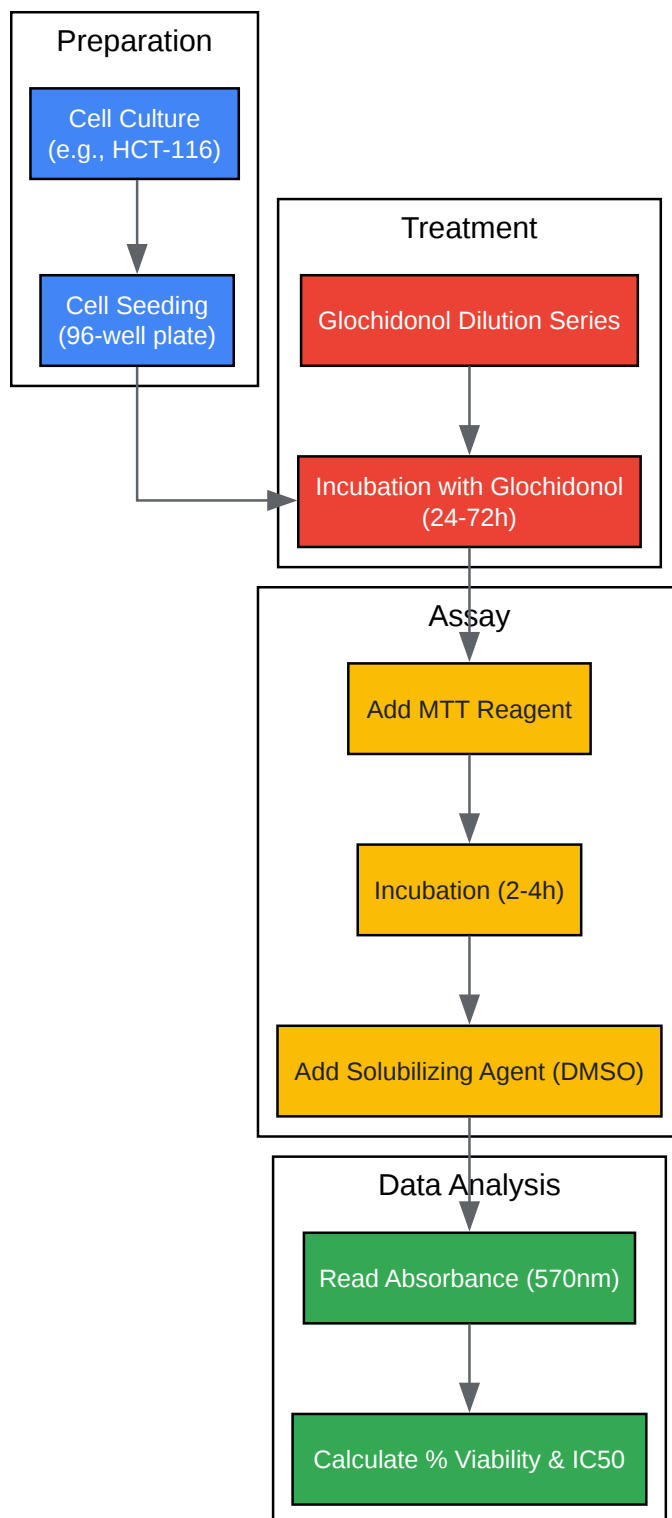 Preparation
Cell Culture
(e.g., HCT-116)
Cell Seeding
(96-well plate)
Treatment
Glochidonol Dilution Series
Incubation with Glochidonol
(24-72h)
Assay
Add MTT Reagent
Incubation (2-4h)
Add Solubilizing Agent (DMSO)
Data Analysis
Read Absorbance (570nm)
Calculate % Viability & IC50